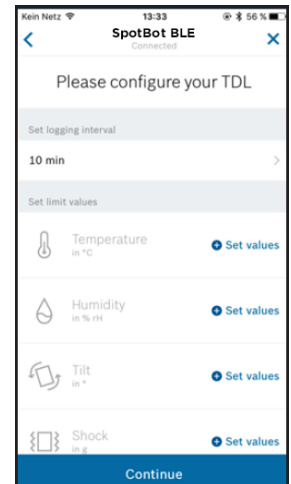 Kein Netz 13:33 56 %
SpotBot BLE
Connected
Please configure your TDL
Set logging interval
10 min
Set limit values
Temperature
in °C
Set values
Humidity
in % rH
Set values
Tilt
in °
Set values
Shock
in g
Set values
Continue